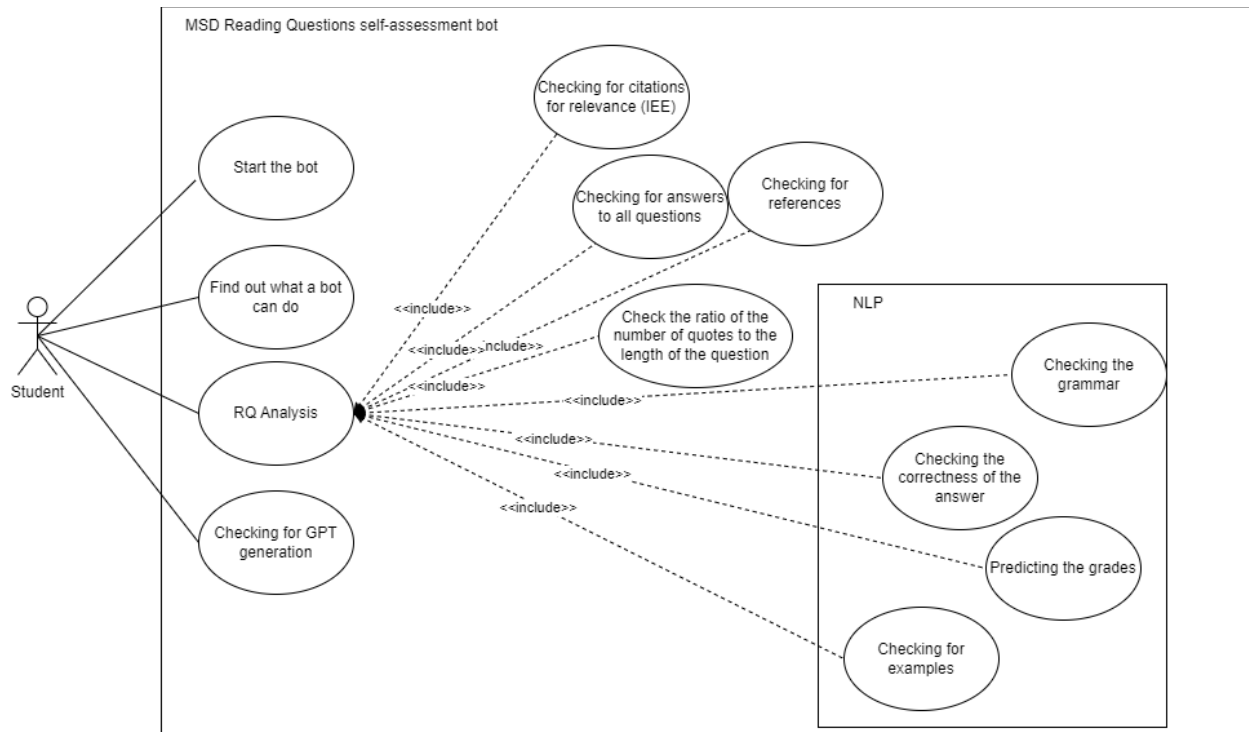 MSD Reading Questions self-assessment bot
Checking for citations
for relevance (IEE)
Start the bot
Checking for answers
to all questions
Checking for
references
Find out what a bot
can do
<<include>>
Check the ratio of the
number of quotes to the
length of the question
NLP
<<include>>
include>>
<<include>>
Checking the
grammar
Student
RQ Analysis
<<include>>
<<include>>
Checking the
correctness of the
answer
<<include>>
<<include>>
Checking for GPT
generation
Predicting the grades
Checking for
examples